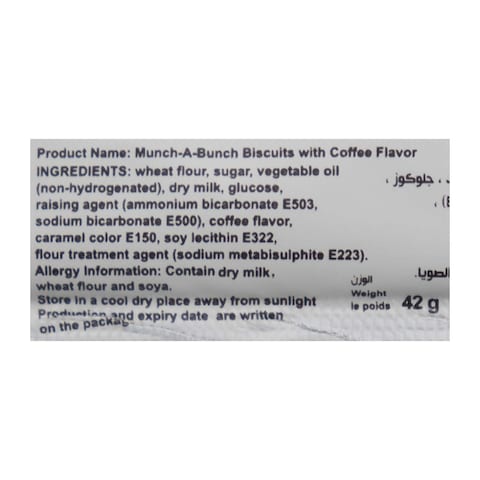 Product Name: Munch-A-Bunch Biscuits with Coffee Flavor
INGREDIENTS: wheat flour, sugar, vegetable oil
(non-hydrogenated), dry milk, glucose,
raising agent (ammonium bicarbonate E503,
sodium bicarbonate E500), coffee flavor,
caramel color E150, soy lecithin E322,
flour treatment agent (sodium metabisulphite E223).
Allergy Information: Contain dry milk,
wheat flour and soya.
Store in a cool dry place away from sunlight
Production and expiry date are written
on the
، جلوكوز ،
الصويا.
الوزن
Weight
le poids 42 g